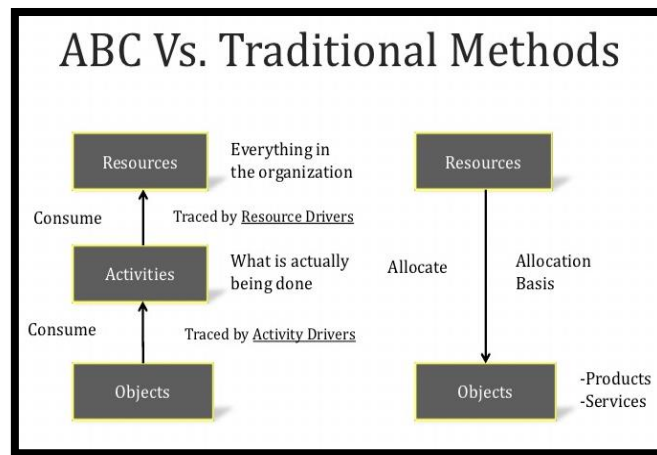 ABC Vs. Traditional Methods
Resources
Everything in
the organization
Consume
Traced by Resource Drivers
Activities
What is actually
being done
Consume
Traced by Activity Drivers
Objects
Resources
Allocate
Allocation
Basis
Objects
-Products
-Services